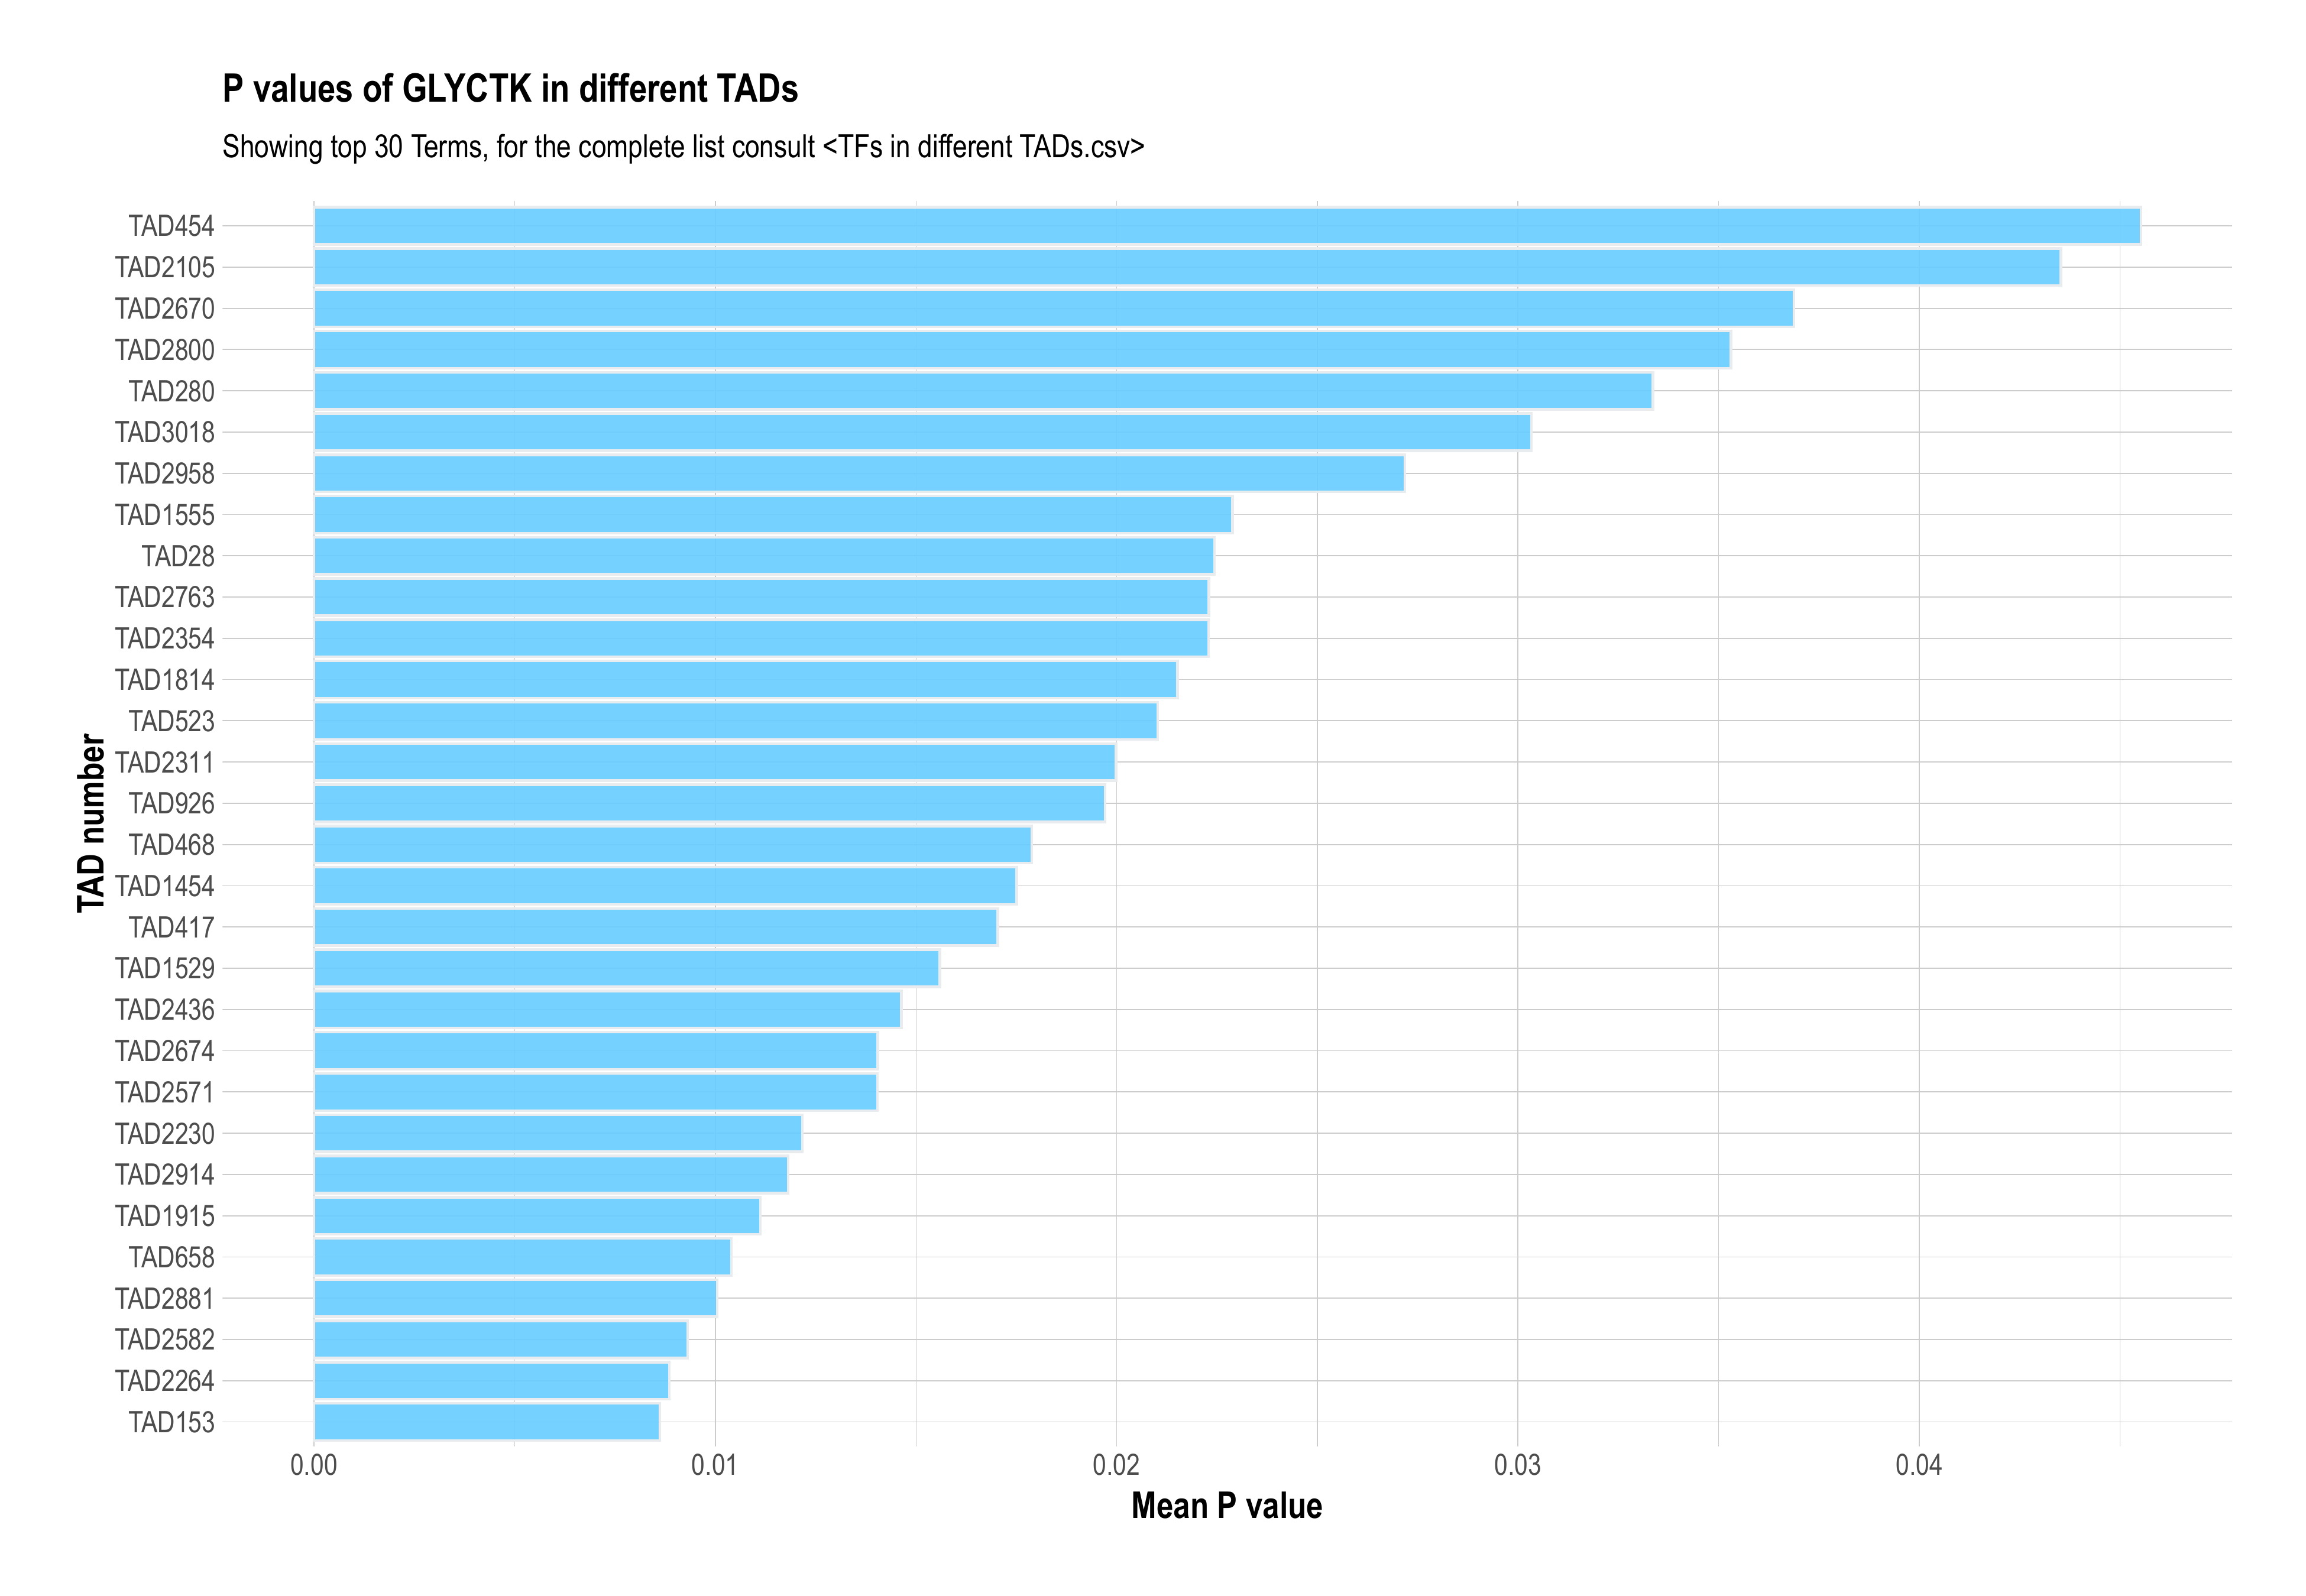 P values of GLYCTK in different TADs
Showing top 30 Terms, for the complete list consult <TFs in different TADs.csv>
TAD number
TAD454
TAD2105
TAD2670
TAD2800
TAD280
TAD3018
TAD2958
TAD1555
TAD28
TAD2763
TAD2354
TAD1814
TAD523
TAD2311
TAD926
TAD468
TAD1454
TAD417
TAD1529
TAD2436
TAD2674
TAD2571
TAD2230
TAD2914
TAD1915
TAD658
TAD2881
TAD2582
TAD2264
TAD153
0.00 0.01 0.02 0.03 0.04
Mean P value